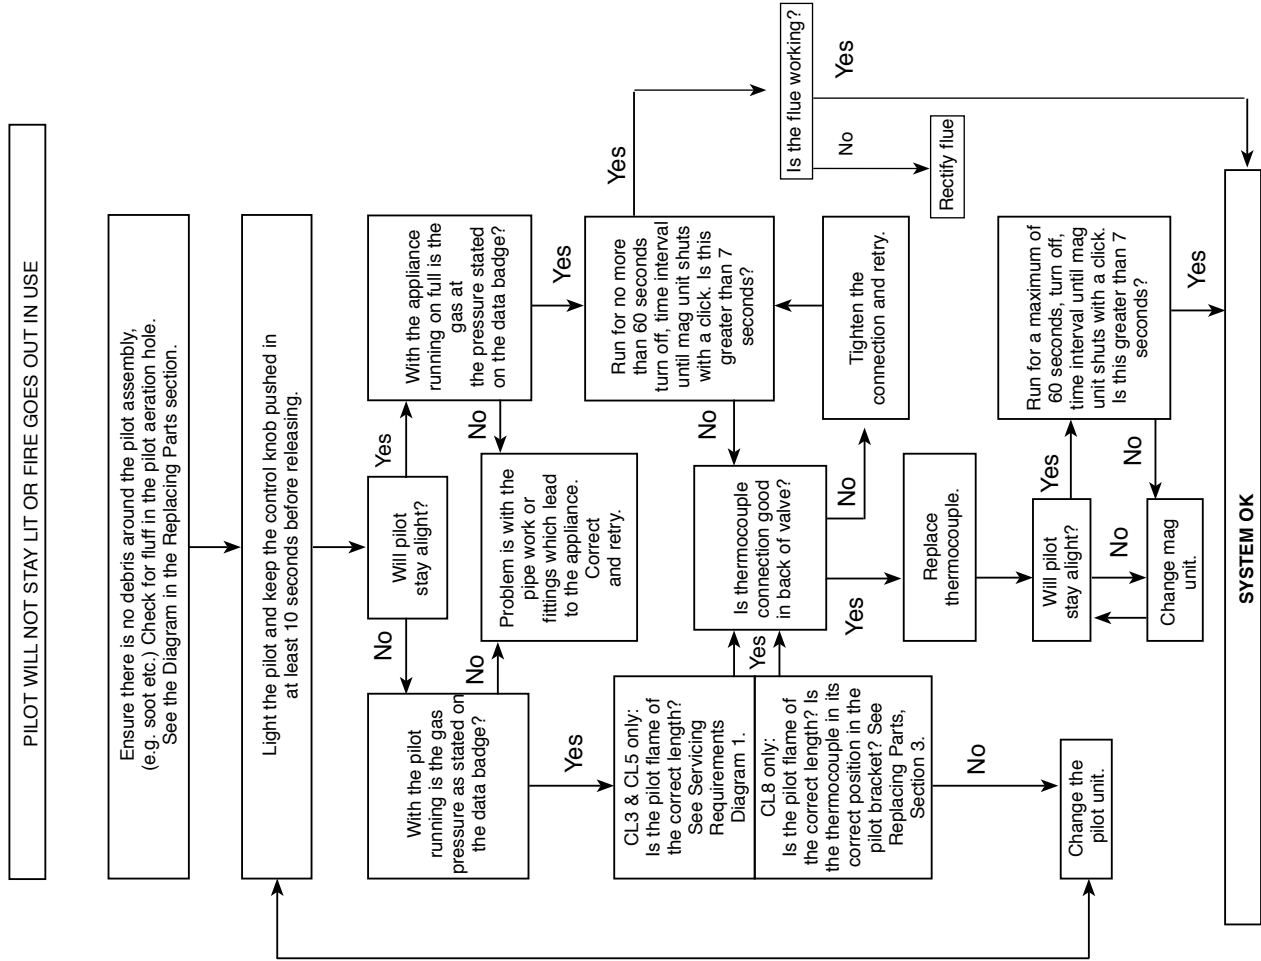 PILOT WILL NOT STAY LIT OR FIRE GOES OUT IN USE
Ensure there is no debris around the pilot assembly,
(e.g. soot etc.) Check for fluff in the pilot aeration hole.
See the Diagram in the Replacing Parts section.
Light the pilot and keep the control knob pushed in
at least 10 seconds before releasing.
Will pilot
stay alight?
No
Yes
With the pilot
running is the gas
pressure as stated on
the data badge?
With the appliance
running on full is the
gas at
the pressure stated
on the data badge?
No
No
Problem is with the
pipe work or
fittings which lead
to the appliance.
Correct
and retry.
Yes
Yes
CL3 & CL5 only:
Is the pilot flame of
the correct length?
See Servicing
Requirements
Diagram 1.
CL8 only:
Is the pilot flame of
the correct length? Is
the thermocouple in its
correct position in the
pilot bracket? See
Replacing Parts,
Section 3.
Yes
Is thermocouple
connection good
in back of valve?
No
Run for no more
than 60 seconds
turn off, time interval
until mag unit shuts
with a click. Is this
greater than 7
seconds?
Yes
Is the flue working?
No
Yes
Rectify flue
Yes
No
Tighten the
connection and retry.
Replace
thermocouple.
No
Change the
pilot unit.
Will pilot
stay alight?
Yes
No
Run for a maximum of
60 seconds, turn off,
time interval until mag
unit shuts with a click.
Is this greater than 7
seconds?
No
Change mag
unit.
Yes
SYSTEM OK